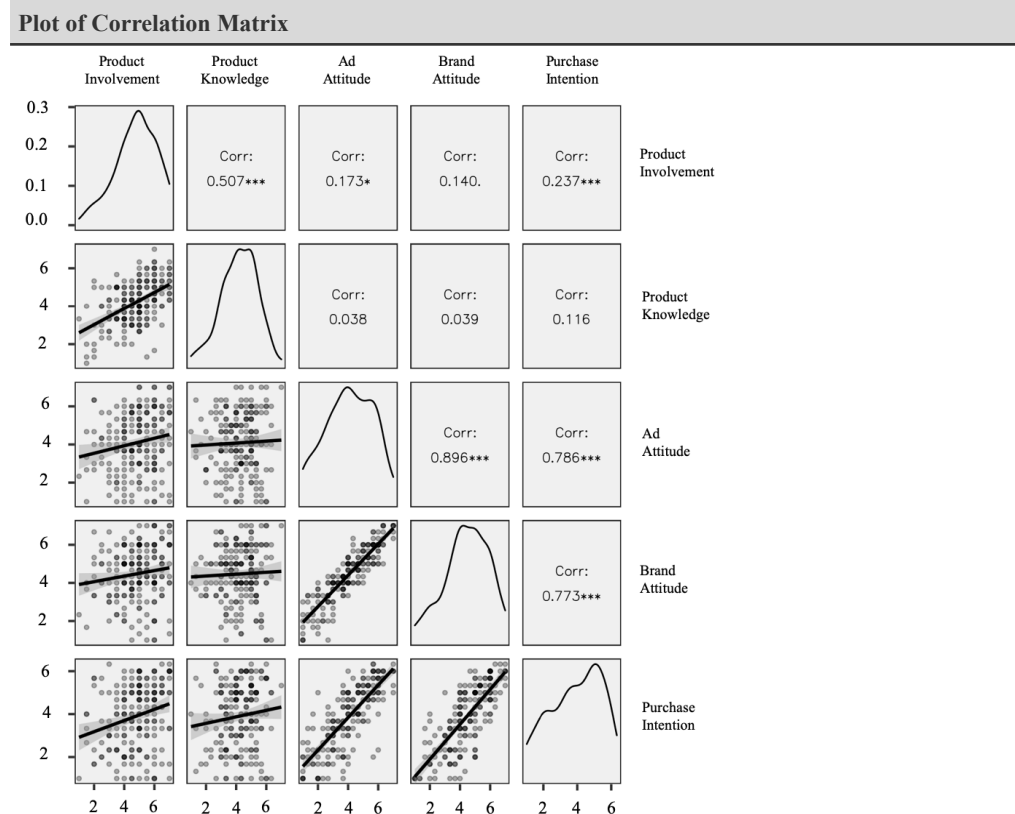 Plot of Correlation Matrix
Product Involvement
Product Knowledge
Ad Attitude
Brand Attitude
Purchase Intention
0.3
0.2
0.1
0.0
Corr:
0.507***
Corr:
0.173*
Corr:
0.140.
Corr:
0.237***
Product
Involvement
6
4
2
Corr:
0.038
Corr:
0.039
Corr:
0.116
Product
Knowledge
6
4
2
Corr:
0.896***
Corr:
0.786***
Ad
Attitude
6
4
2
Corr:
0.773***
Brand
Attitude
6
4
2
Purchase
Intention
2 4 6 2 4 6 2 4 6 2 4 6 2 4 6